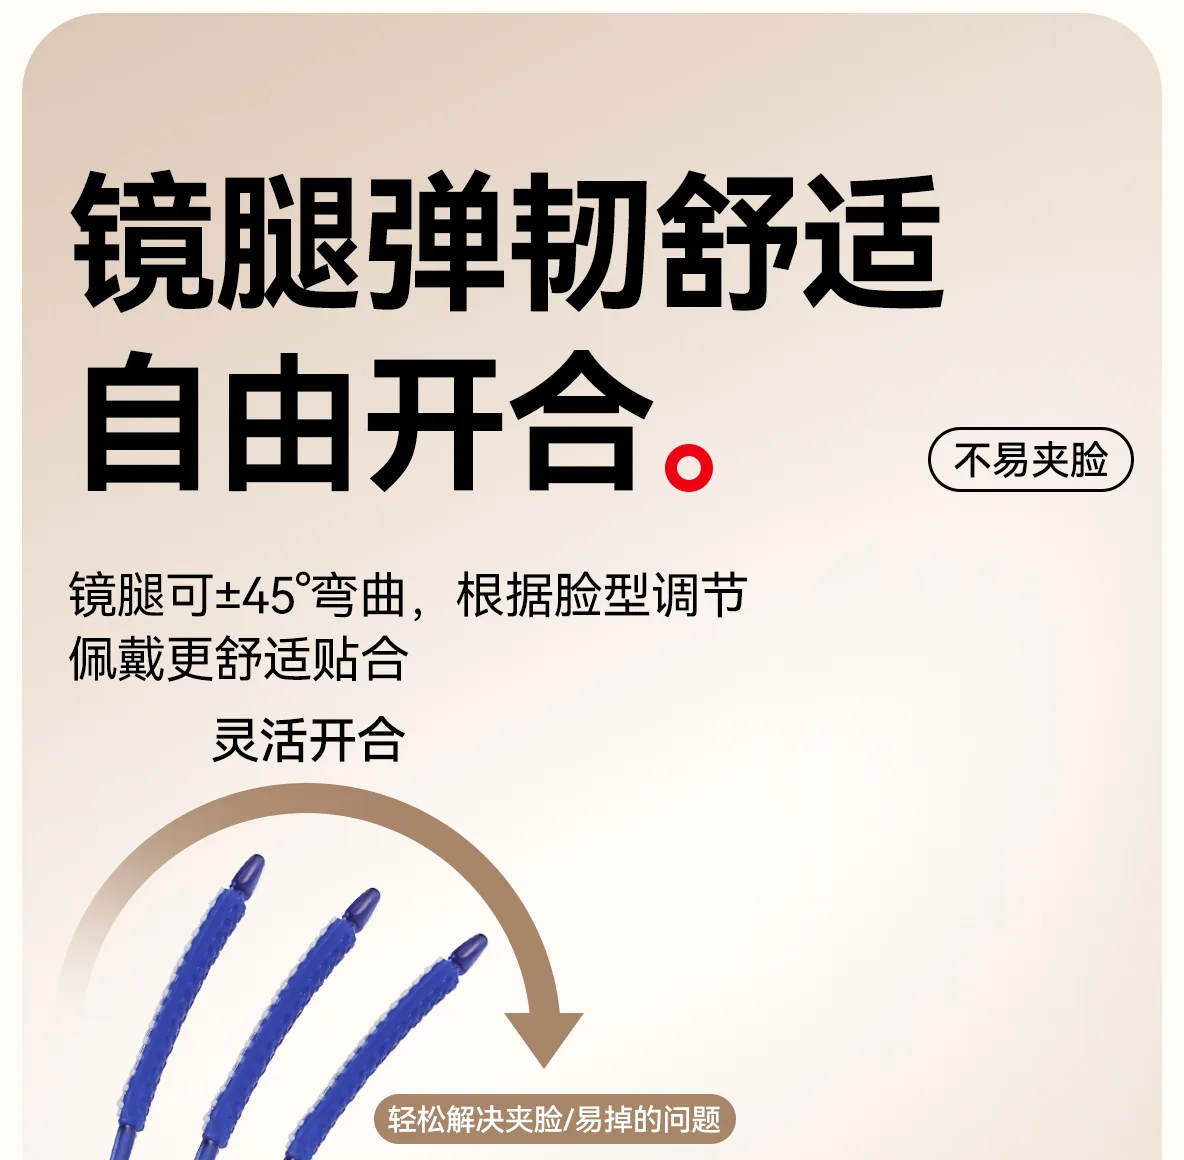 镜腿弹韧舒适
自由开合。
不易夹脸
镜腿可±45°弯曲，根据脸型调节
佩戴更舒适贴合
灵活开合
轻松解决夹脸/易掉的问题